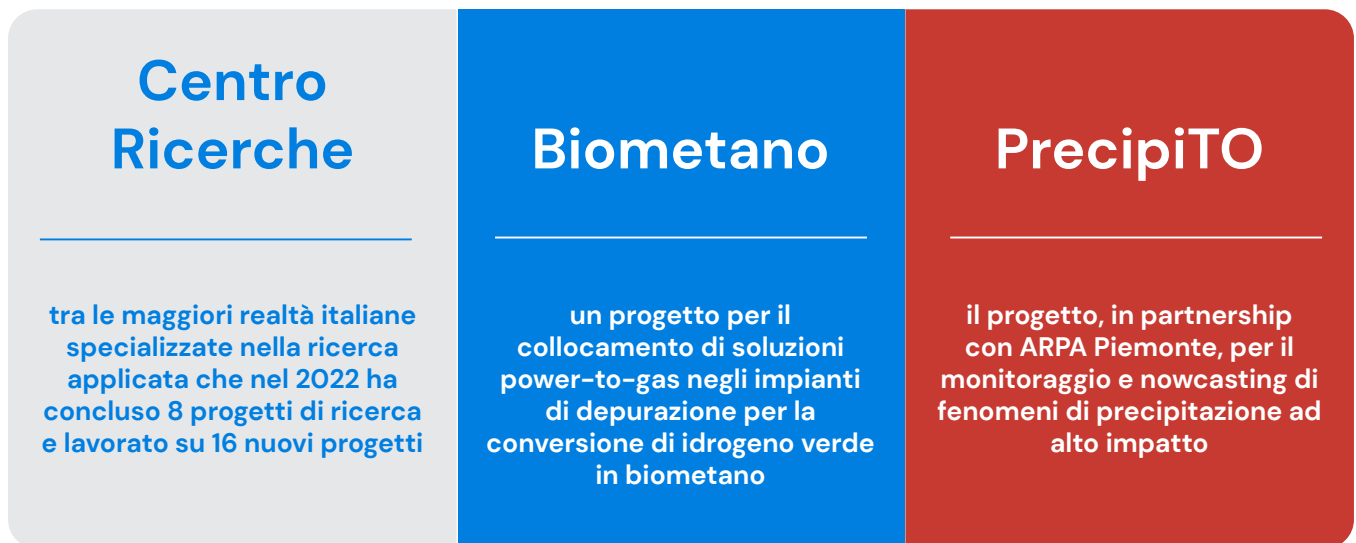 Centro
Ricerche
tra le maggiori realtà italiane
specializzate nella ricerca
applicata che nel 2022 ha
concluso 8 progetti di ricerca
e lavorato su 16 nuovi progetti
Biometano
un progetto per il
collocamento di soluzioni
power-to-gas negli impianti
di depurazione per la
conversione di idrogeno verde
in biometano
PrecipiTO
il progetto, in partnership
con ARPA Piemonte, per il
monitoraggio e nowcasting di
fenomeni di precipitazione ad
alto impatto